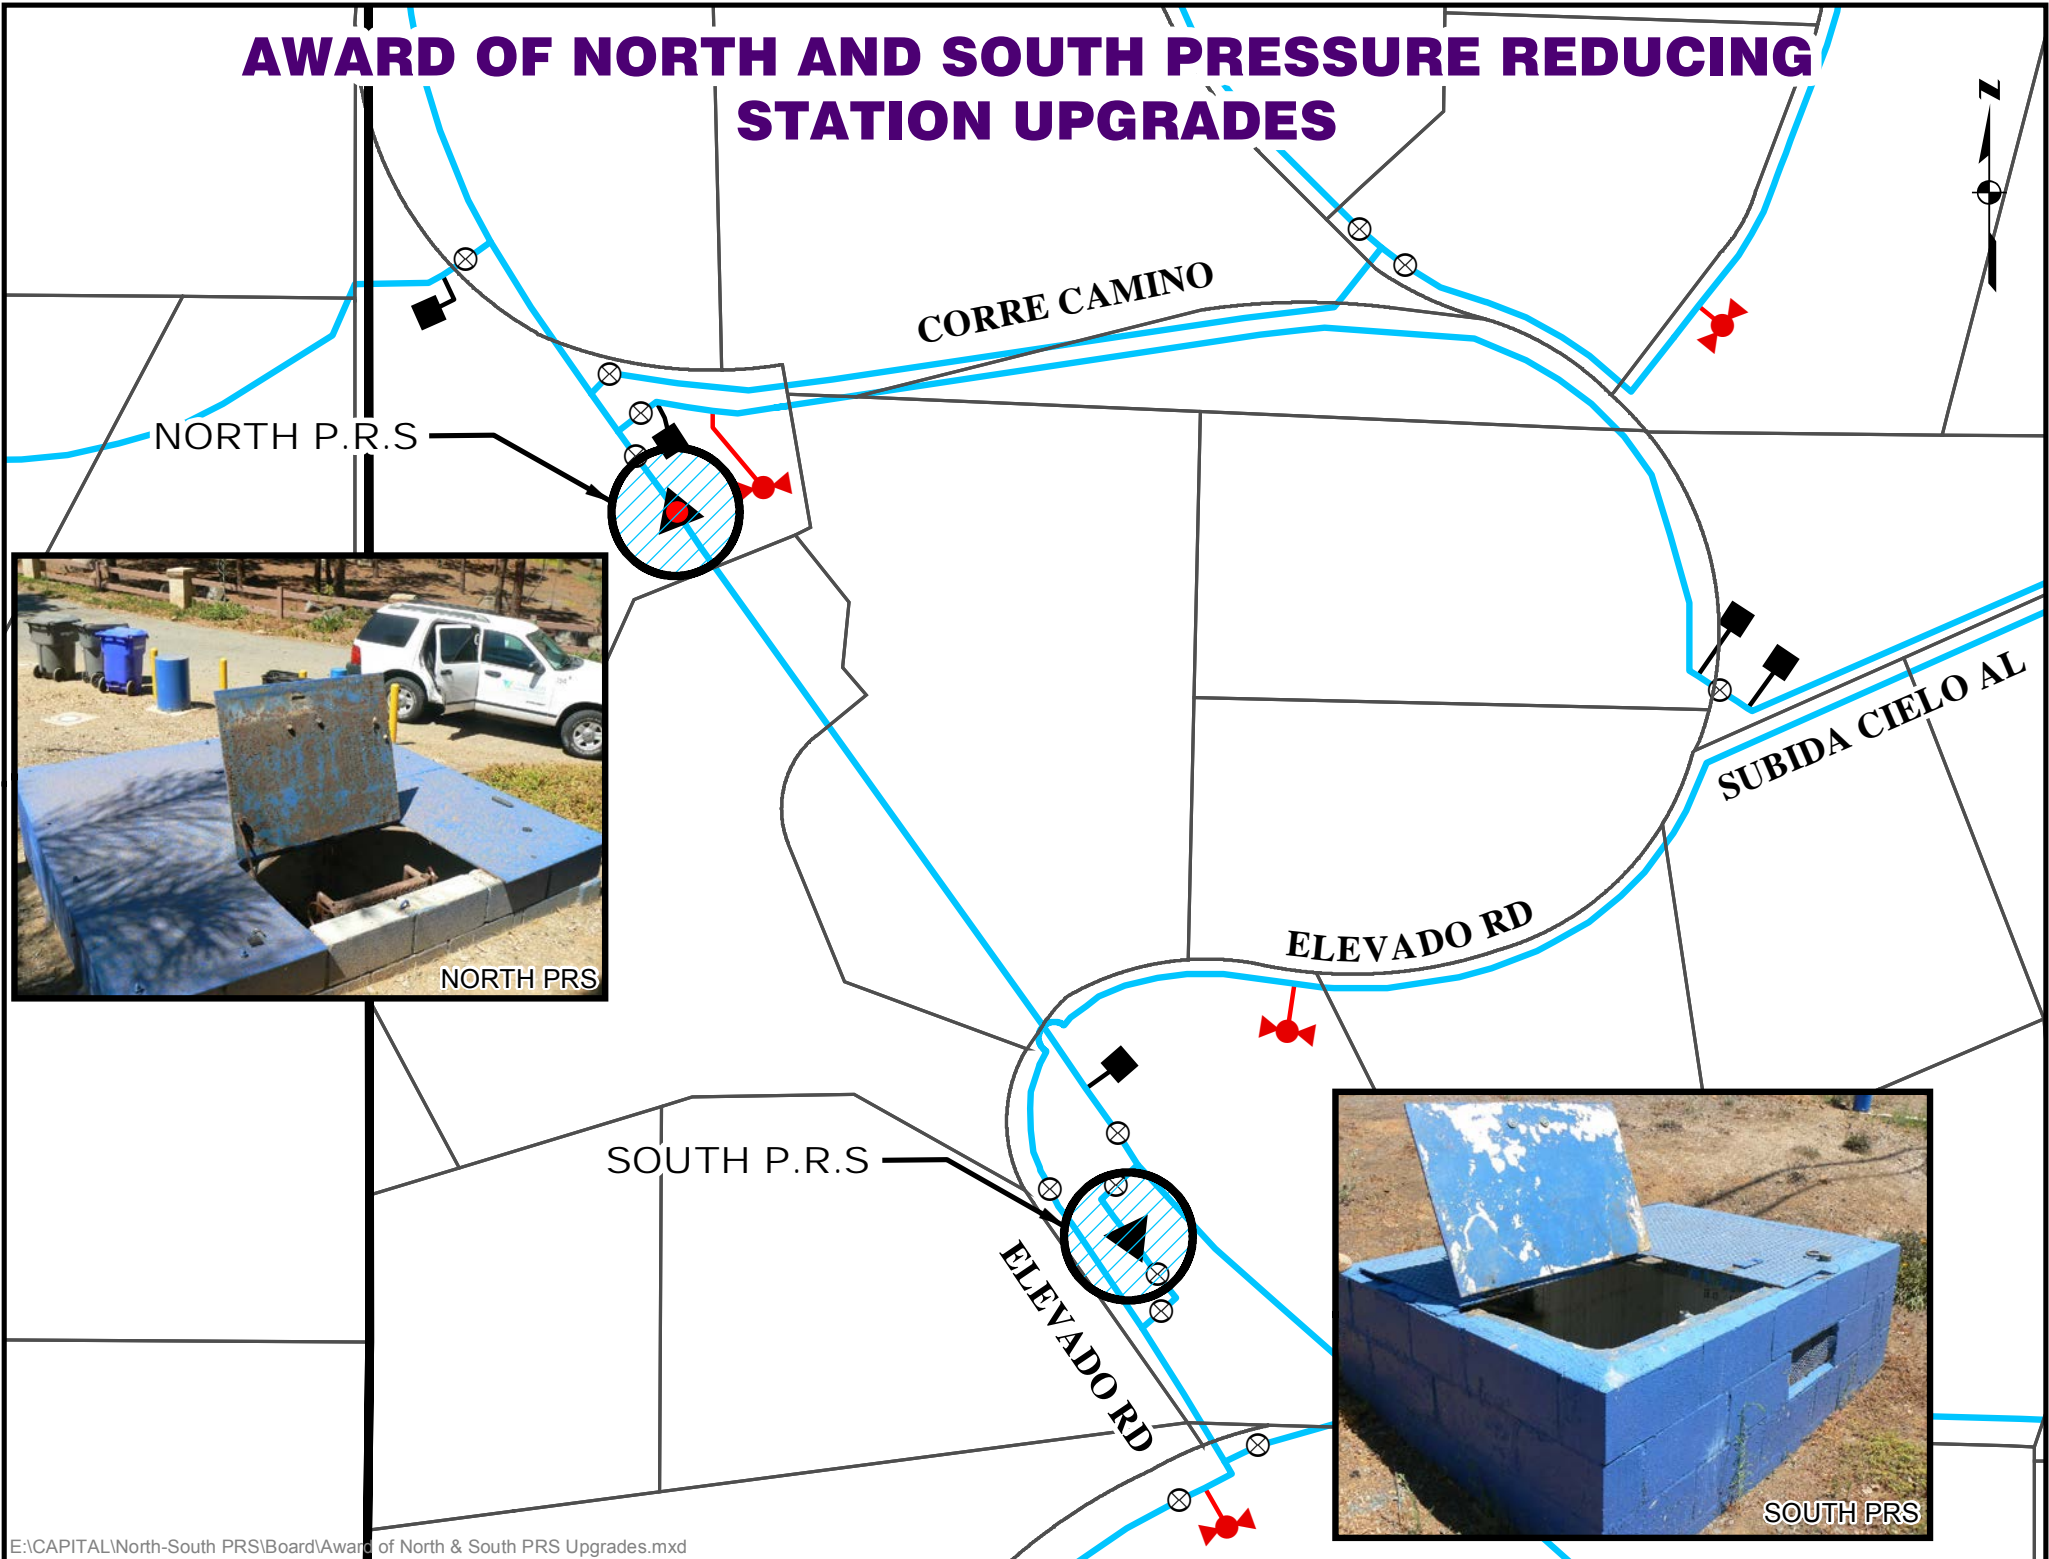 AWARD OF NORTH AND SOUTH PRESSURE REDUCING
STATION UPGRADES
N
CORRE CAMINO
NORTH P.R.S
SUBIDA CIELO AL
ELEVADO RD
NORTH PRS
SOUTH P.R.S
ELEVADO RD
SOUTH PRS
E:\CAPITAL\North-South PRS\Board\Award of North & South PRS Upgrades.mxd